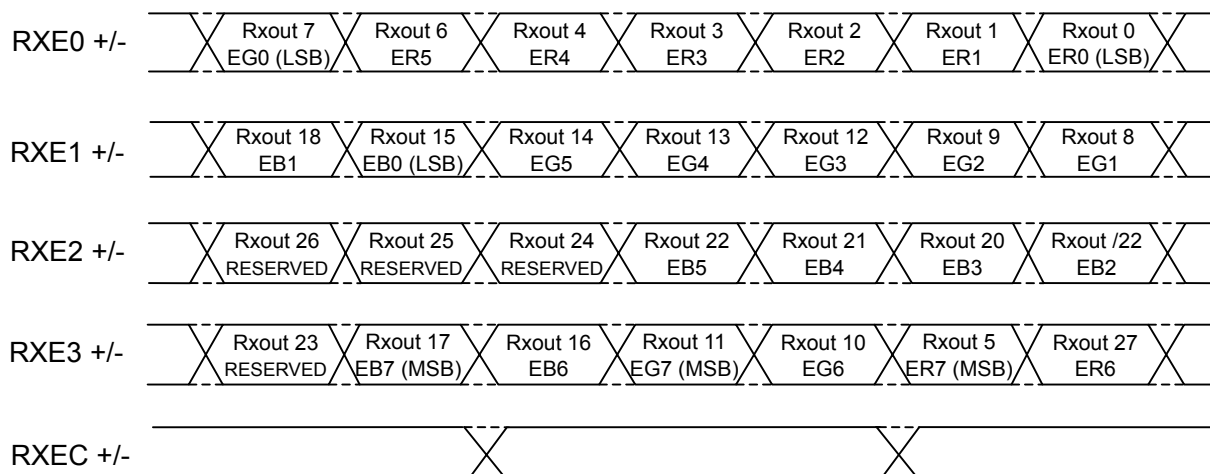 RXE0 +/-
Rxout 7 Rxout 6 Rxout 4 Rxout 3 Rxout 2 Rxout 1 Rxout 0
EG0 (LSB) ER5 ER4 ER3 ER2 ER1 ER0 (LSB)
RXE1 +/-
Rxout 18 Rxout 15 Rxout 14 Rxout 13 Rxout 12 Rxout 9 Rxout 8
EB1 EB0 (LSB) EG5 EG4 EG3 EG2 EG1
RXE2 +/-
Rxout 26 Rxout 25 Rxout 24 Rxout 22 Rxout 21 Rxout 20 Rxout /22
RESERVED RESERVED RESERVED EB5 EB4 EB3 EB2
RXE3 +/-
Rxout 23 Rxout 17 Rxout 16 Rxout 11 Rxout 10 Rxout 5 Rxout 27
RESERVED EB7 (MSB) EB6 EG7 (MSB) EG6 ER7 (MSB) ER6
RXEC +/-